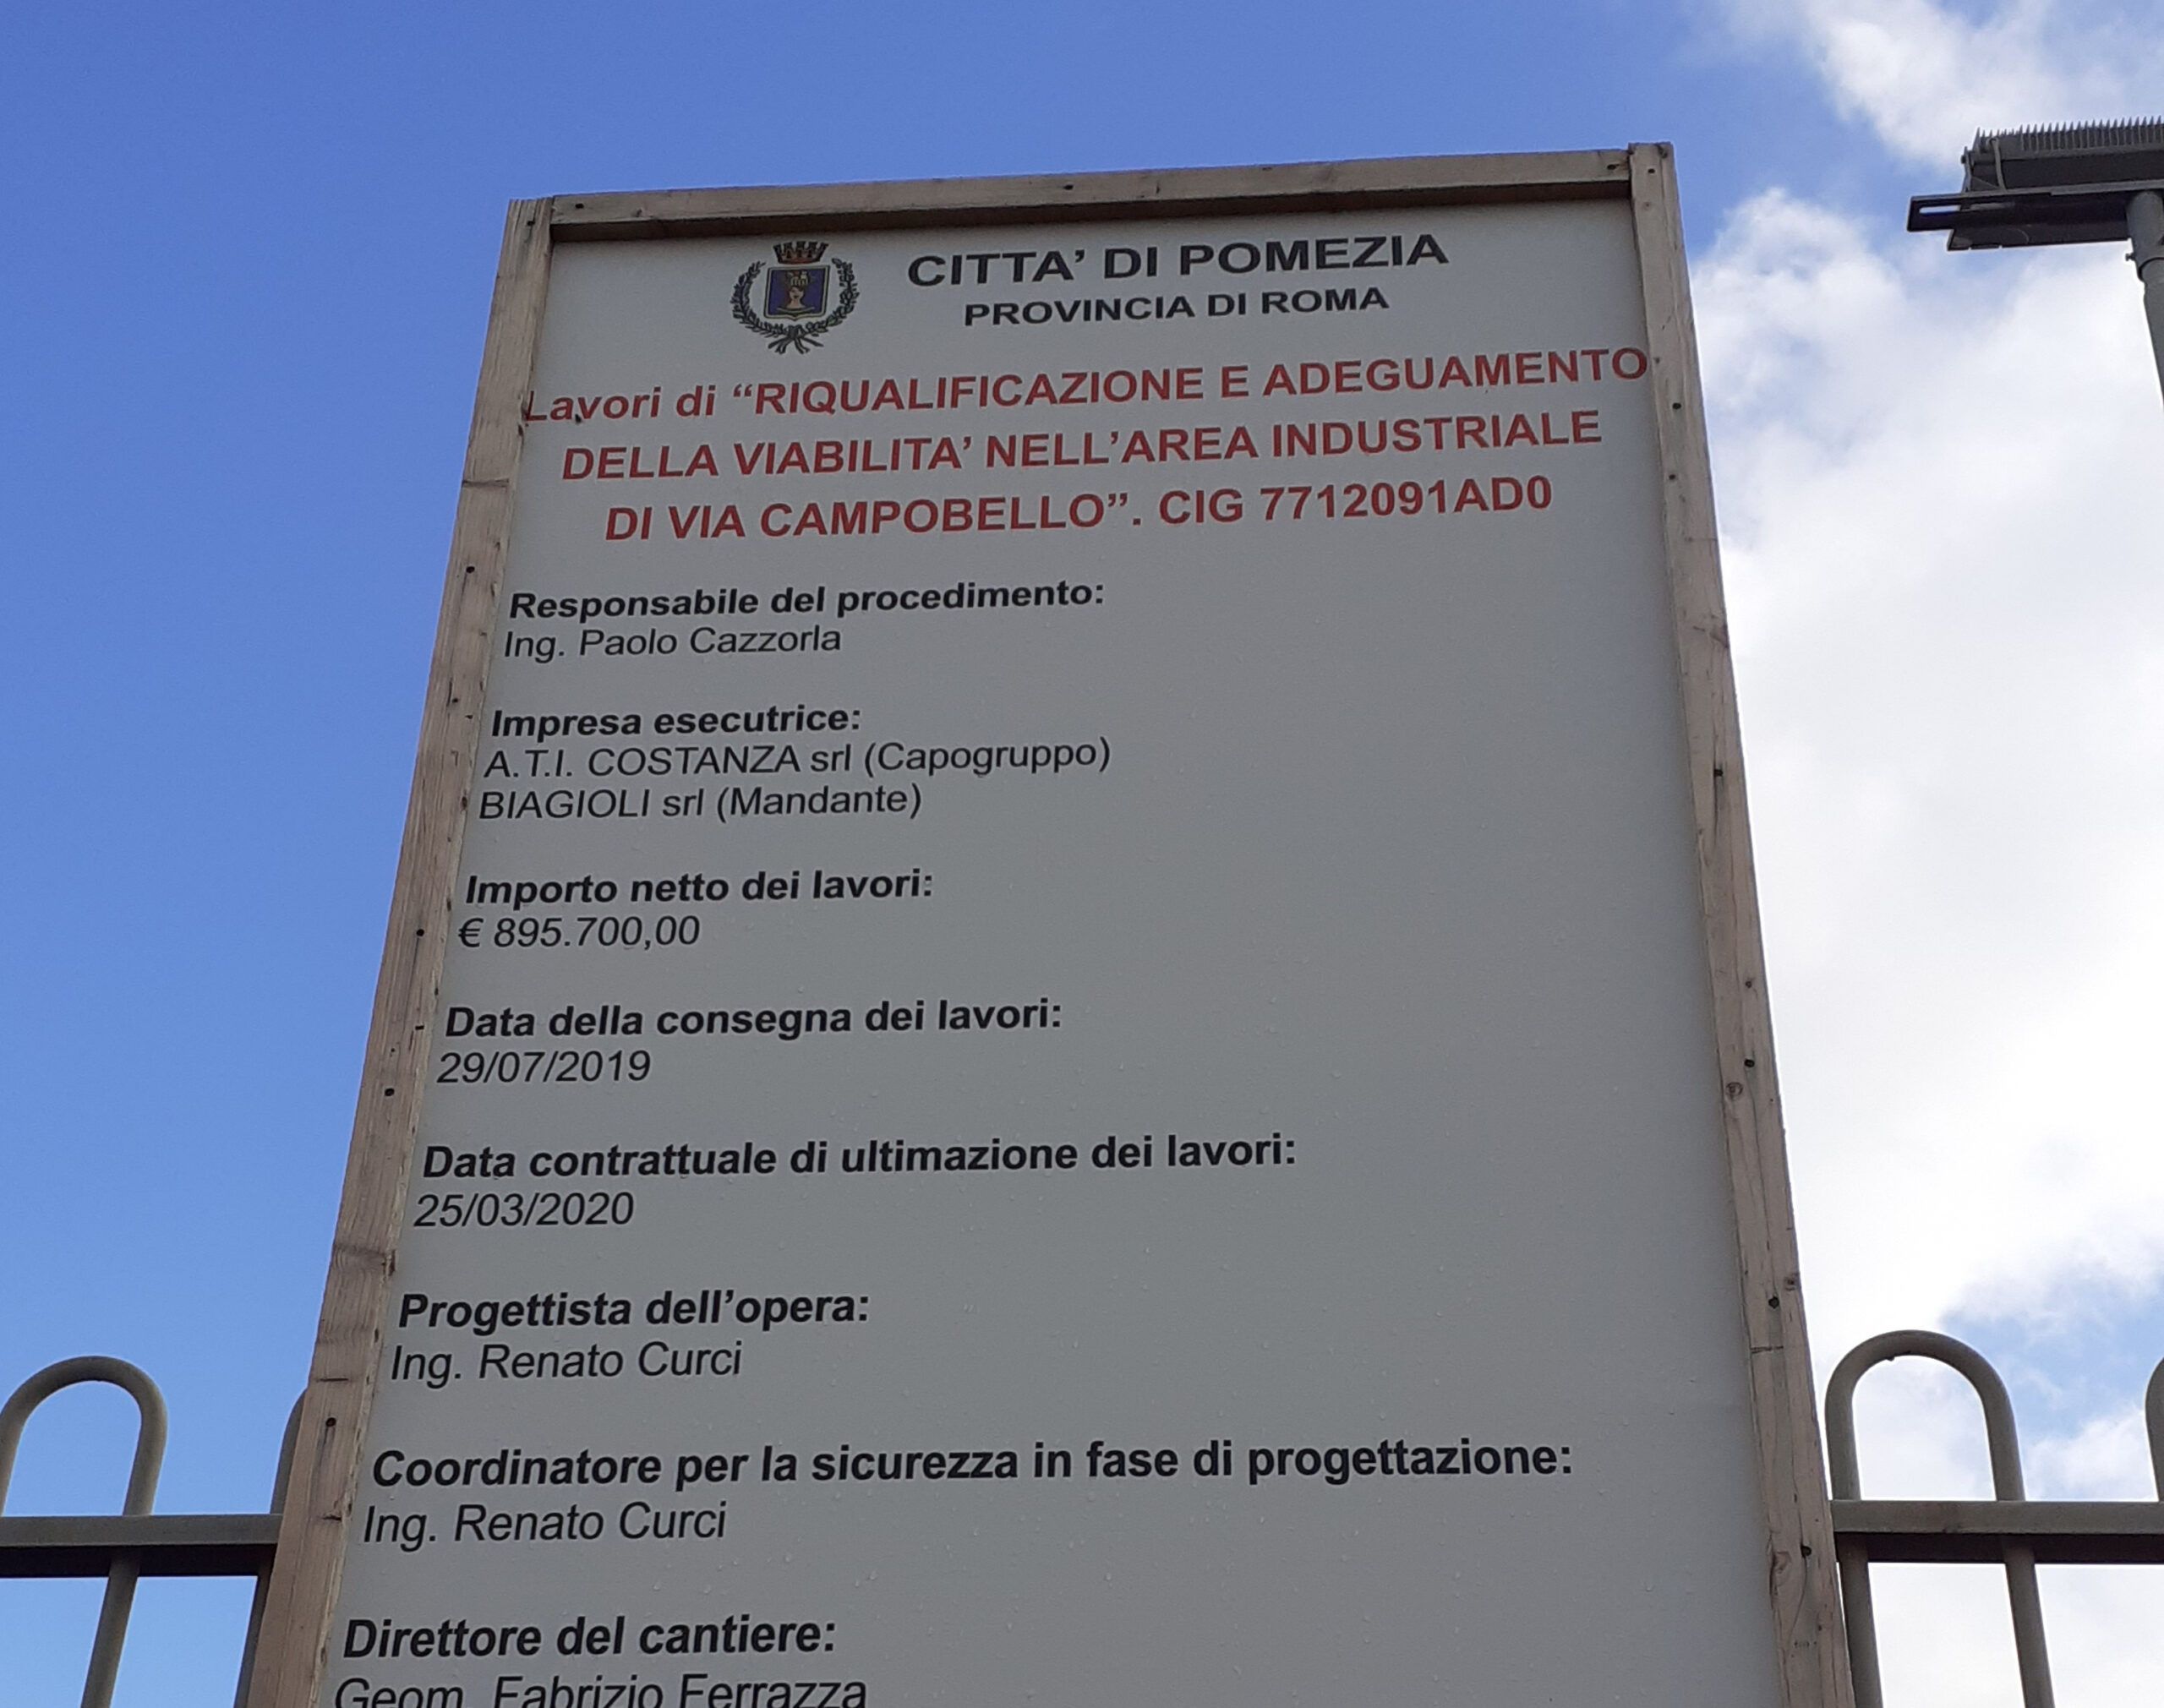 CITTA' DI POMEZIA
PROVINCIA DI ROMA
Lavori di “RIQUALIFICAZIONE E ADEGUAMENTO
DELLA VIABILITA' NELL'AREA INDUSTRIALE
DI VIA CAMPOBELLO”. CIG 7712091AD0
Responsabile del procedimento:
Ing. Paolo Cazzorla
Impresa esecutrice:
A.T.I. COSTANZA srl (Capogruppo)
BIAGIOLI srl (Mandante)
Importo netto dei lavori:
€ 895.700,00
Data della consegna dei lavori:
29/07/2019
Data contrattuale di ultimazione dei lavori:
25/03/2020
Progettista dell'opera:
Ing. Renato Curci
Coordinatore per la sicurezza in fase di progettazione:
Ing. Renato Curci
Direttore del cantiere:
Geom. Fabrizio Ferrazza